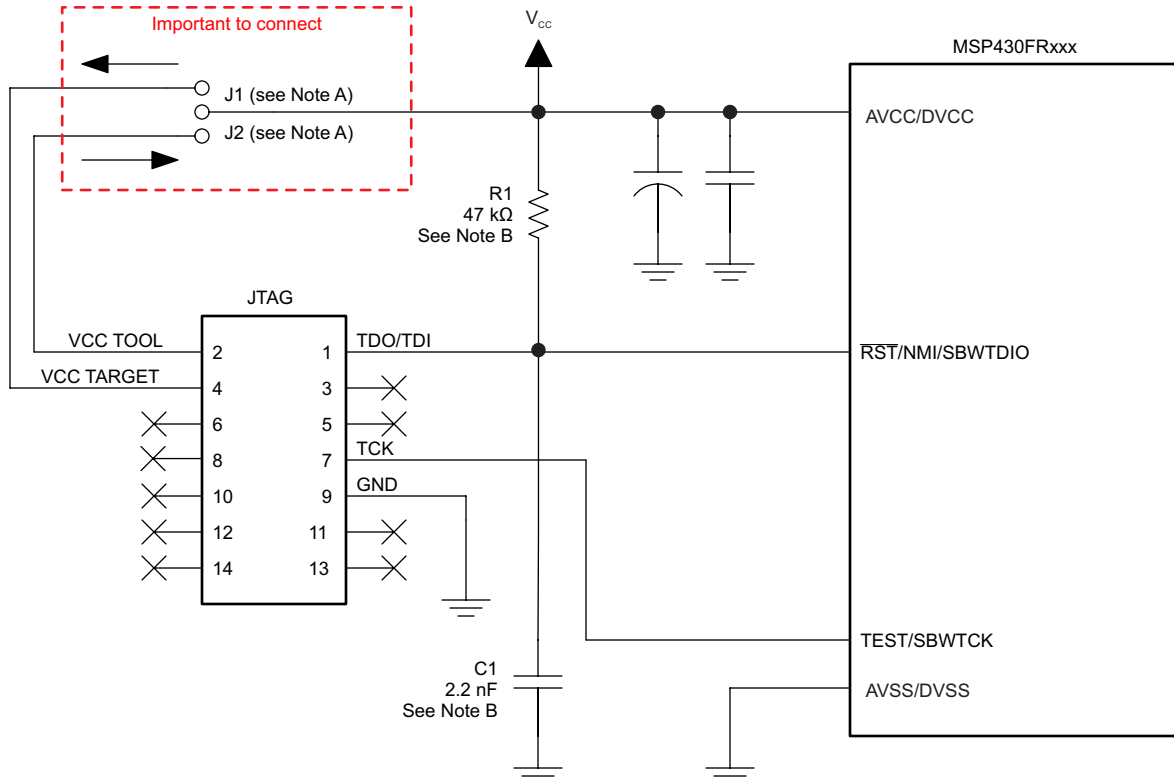 Important to connect
V_CC
MSP430FRxxx
J1 (see Note A)
J2 (see Note A)
AVCC/DVCC
R1
47 kΩ
See Note B
JTAG
VCC TOOL
2
1
TDO/TDI
RST/NMI/SBWTDIO
VCC TARGET
4
3
6
5
8
7
TCK
10
9
GND
12
11
14
13
TEST/SBWTCK
C1
2.2 nF
See Note B
AVSS/DVSS